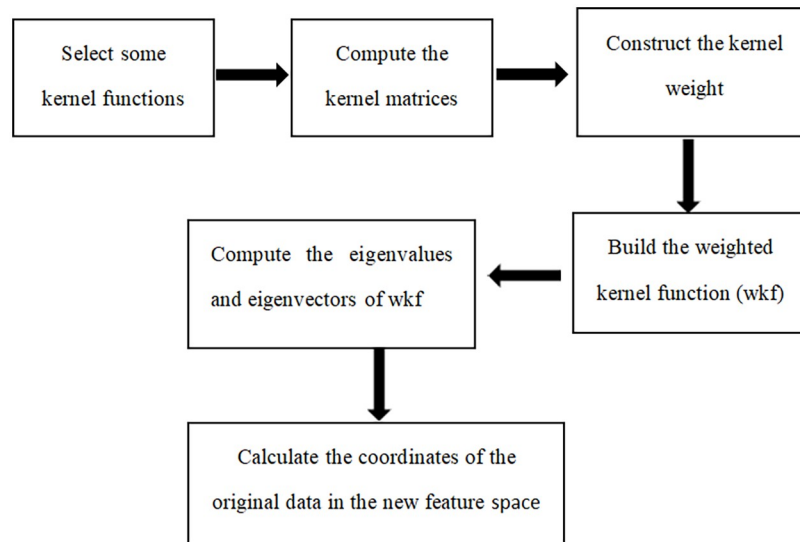 Select some
kernel functions
Compute the
kernel matrices
Construct the kernel
weight
Build the weighted
kernel function (wkf)
Compute the eigenvalues
and eigenvectors of wkf
Calculate the coordinates of the
original data in the new feature space